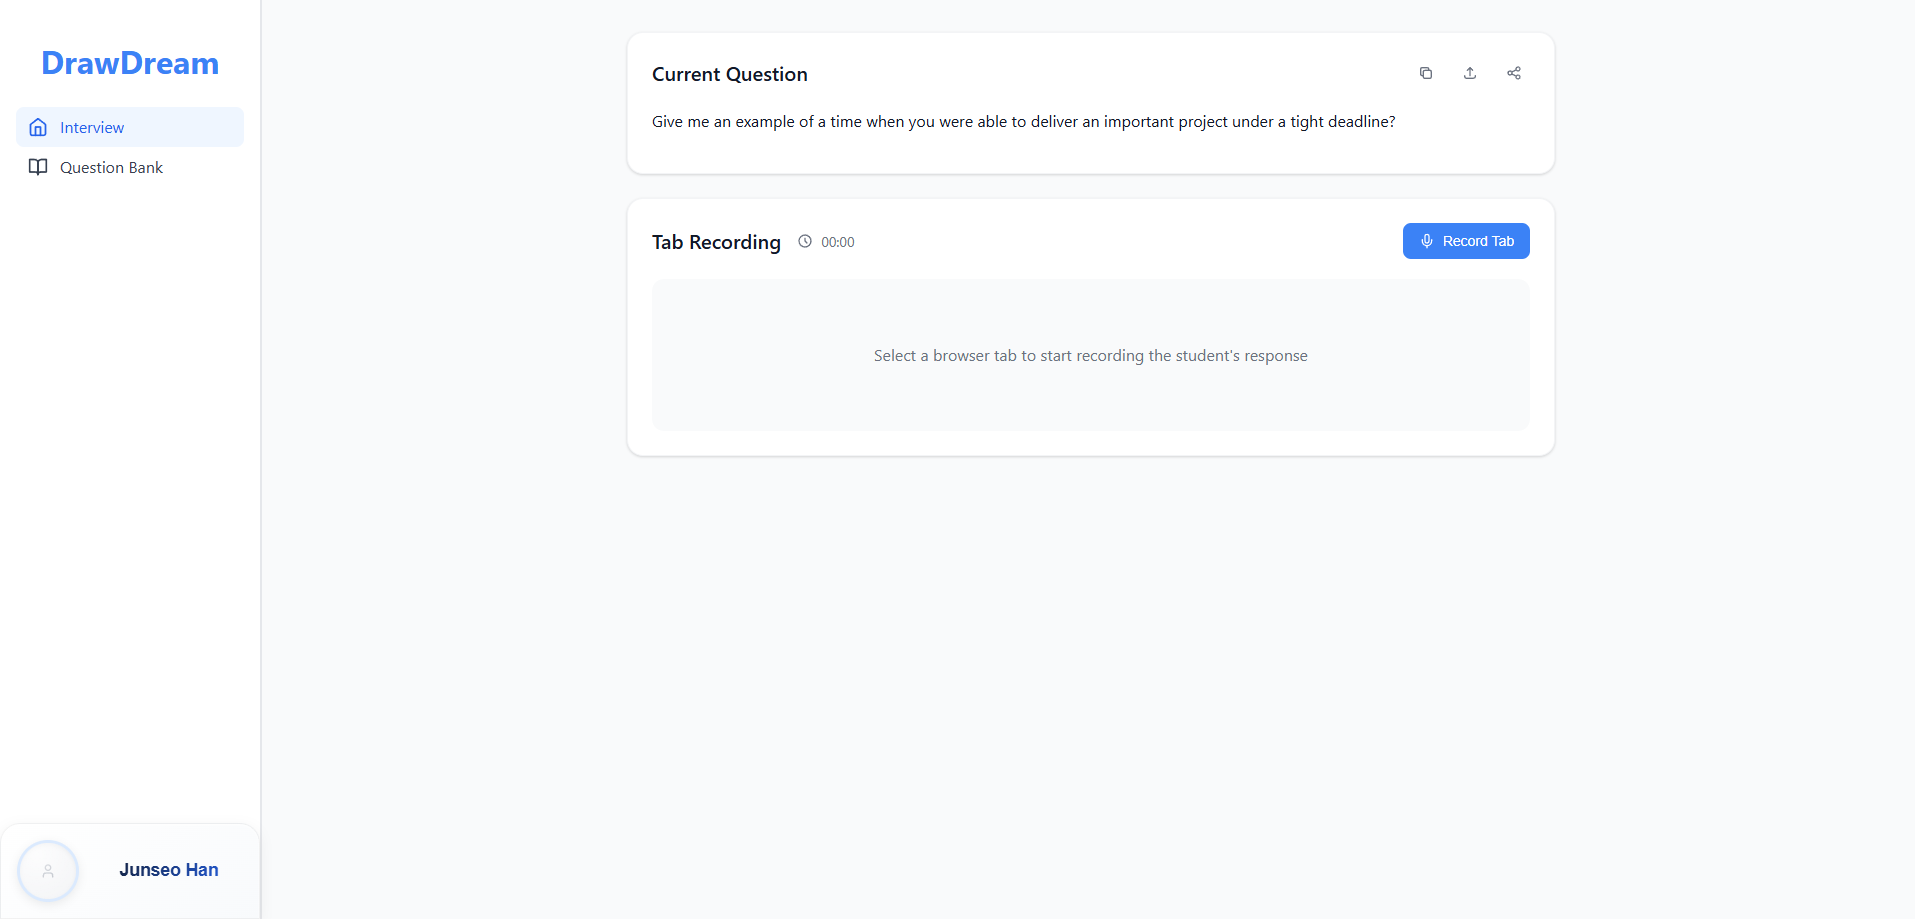 DrawDream
Interview
Question Bank
Current Question
Give me an example of a time when you were able to deliver an important project under a tight deadline?
Tab Recording 00:00
Record Tab
Select a browser tab to start recording the student's response
Junseo Han